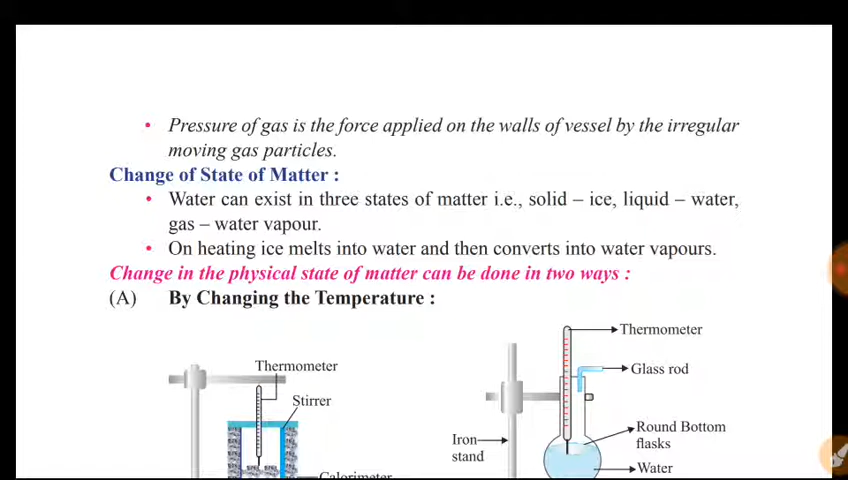 • Pressure of gas is the force applied on the walls of vessel by the irregular
moving gas particles.
Change of State of Matter :
• Water can exist in three states of matter i.e., solid – ice, liquid – water,
gas – water vapour.
• On heating ice melts into water and then converts into water vapours.
Change in the physical state of matter can be done in two ways :
(A) By Changing the Temperature :
Thermometer
Stirrer
Calorimeter
Thermometer
Glass rod
Round Bottom
flasks
Iron
stand
Water